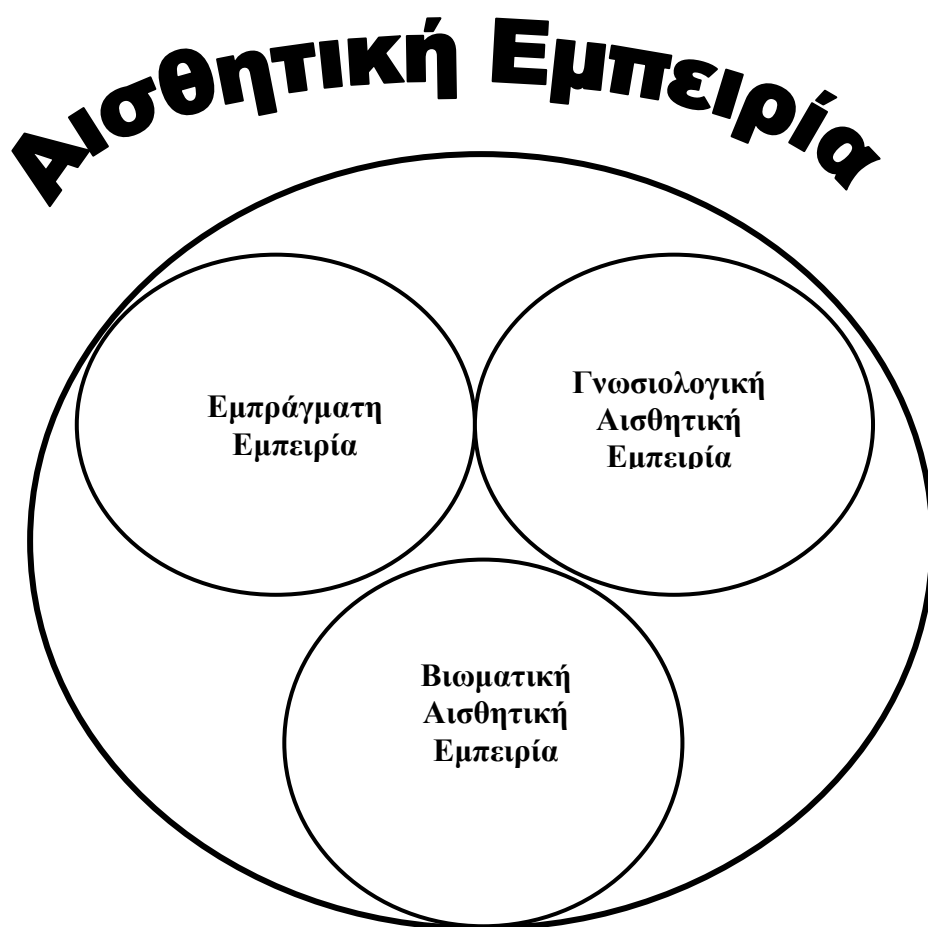 Αισθητική Εμπειρία
Εμπράγματη
Εμπειρία
Γνωσιολογική
Αισθητική
Εμπειρία
Βιωματική
Αισθητική
Εμπειρία